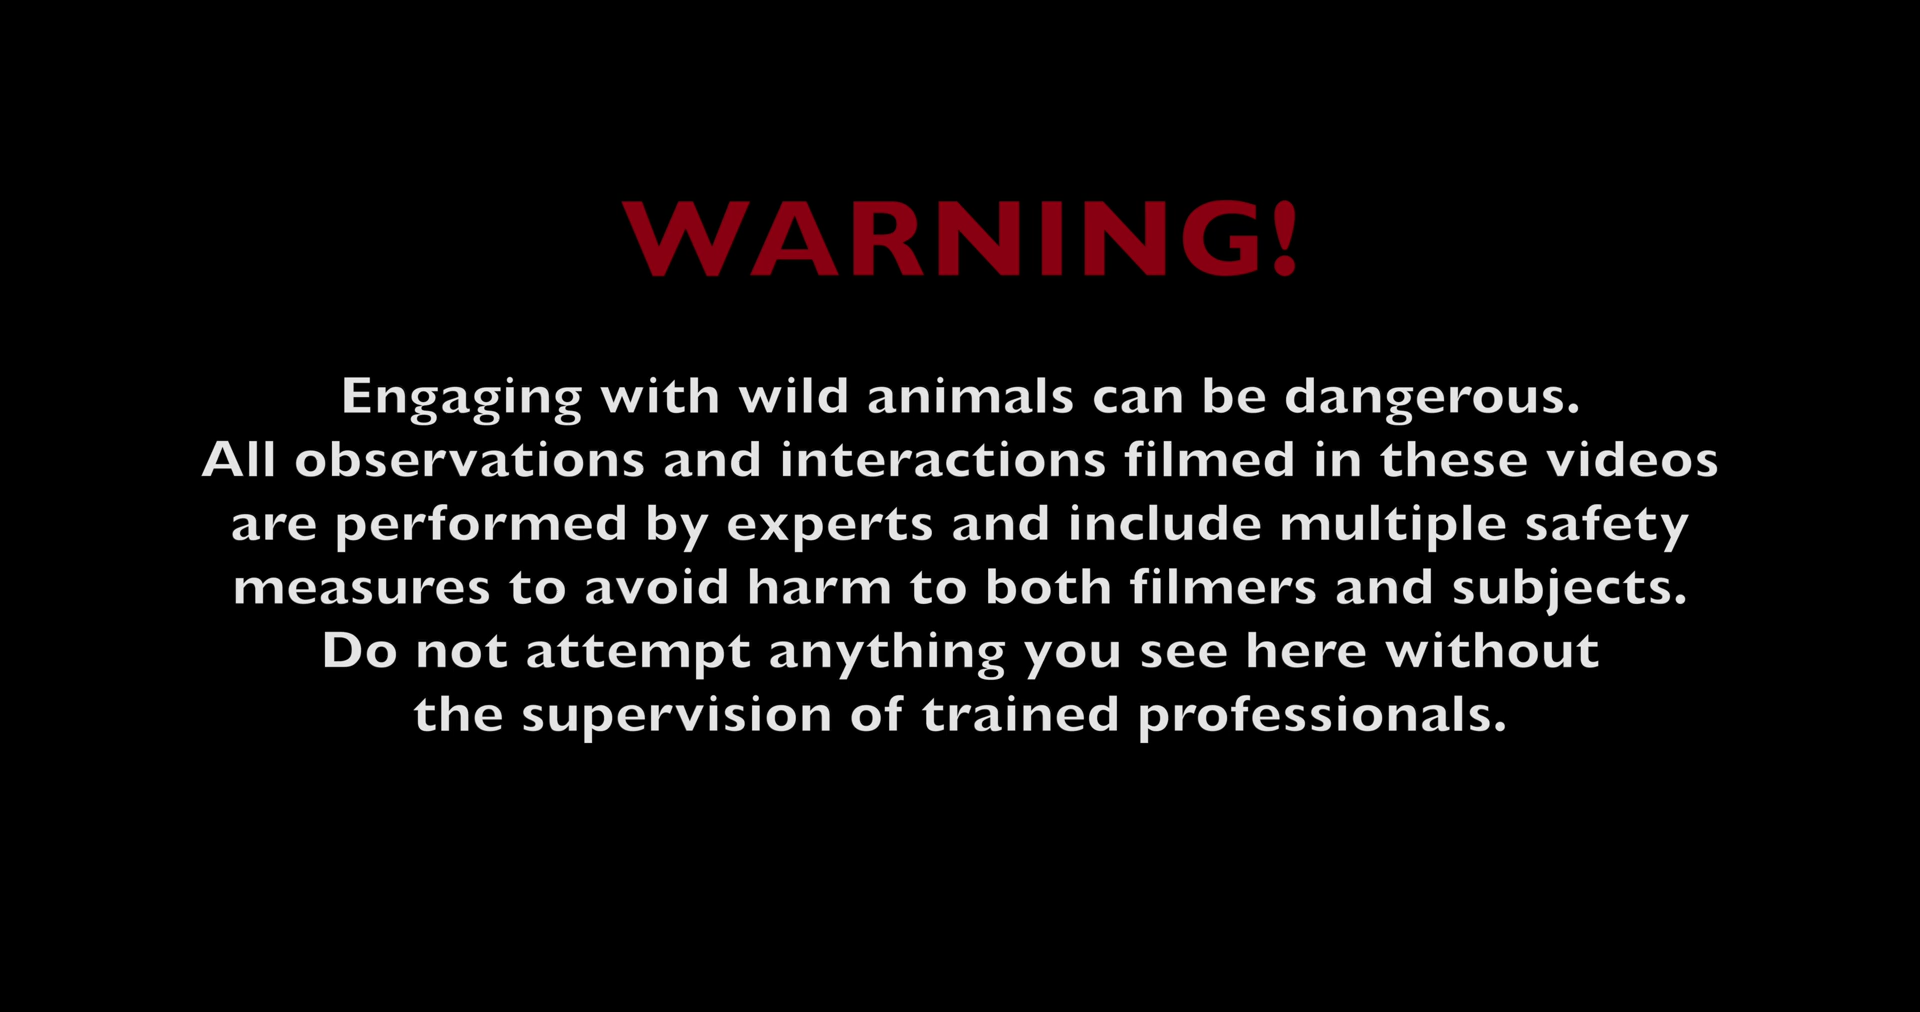 WARNING!
Engaging with wild animals can be dangerous.
All observations and interactions filmed in these videos
are performed by experts and include multiple safety
measures to avoid harm to both filmers and subjects.
Do not attempt anything you see here without
the supervision of trained professionals.